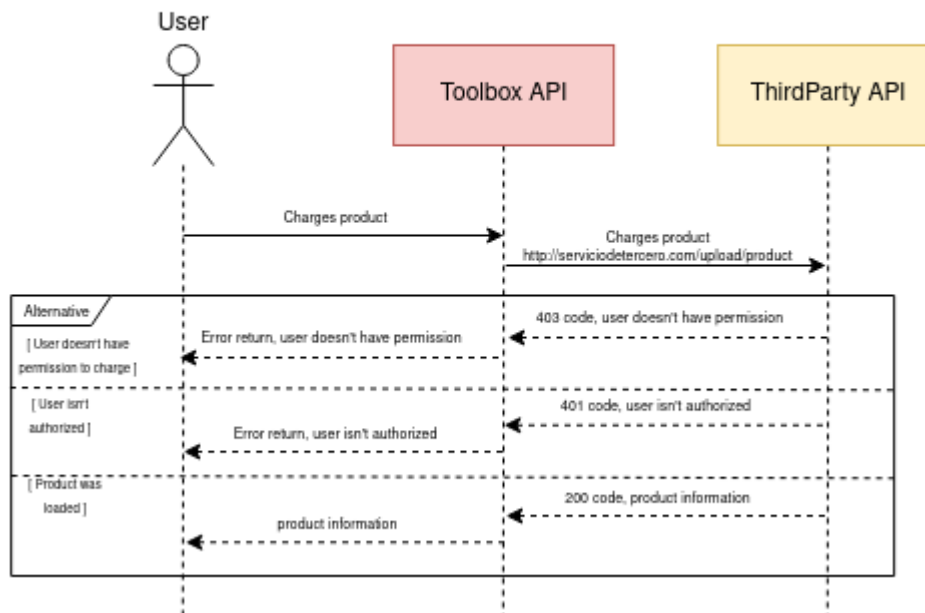 User
Toolbox API
ThirdParty API
Charges product
Charges product
http://serviciodetercero.com/upload/product
Alternative
[ User doesn't have
permission to charge ]
403 code, user doesn't have permission
Error return, user doesn't have permission
[ User isn't
authorized ]
401 code, user isn't authorized
Error return, user isn't authorized
[ Product was
loaded ]
200 code, product information
product information